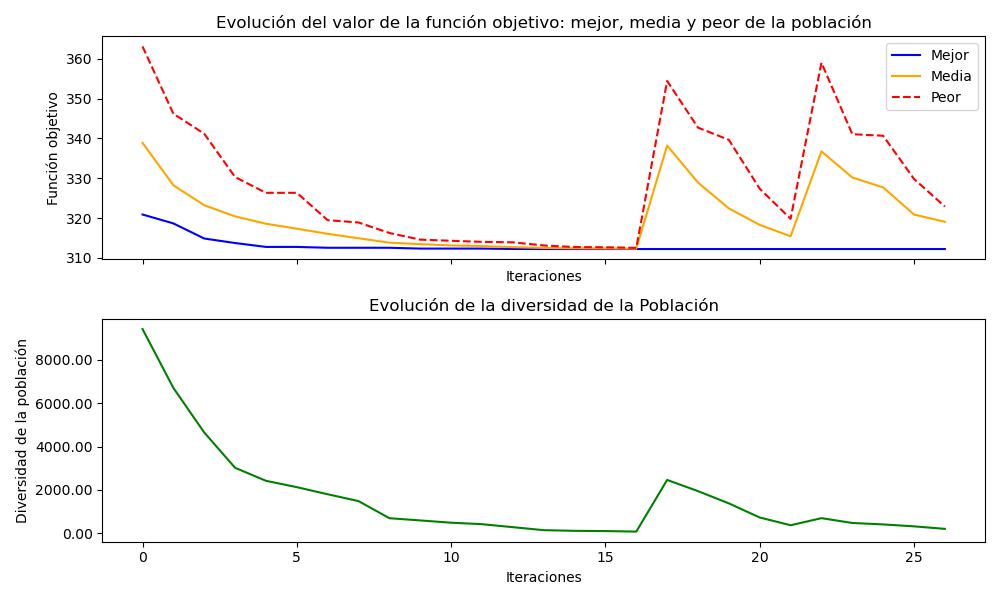 Evolución del valor de la función objetivo: mejor, media y peor de la población
Función objetivo
360
350
340
330
320
310
Mejor
Media
Peor
Iteraciones
Evolución de la diversidad de la Población
Diversidad de la población
8000.00
6000.00
4000.00
2000.00
0.00
0 5 10 15 20 25
Iteraciones